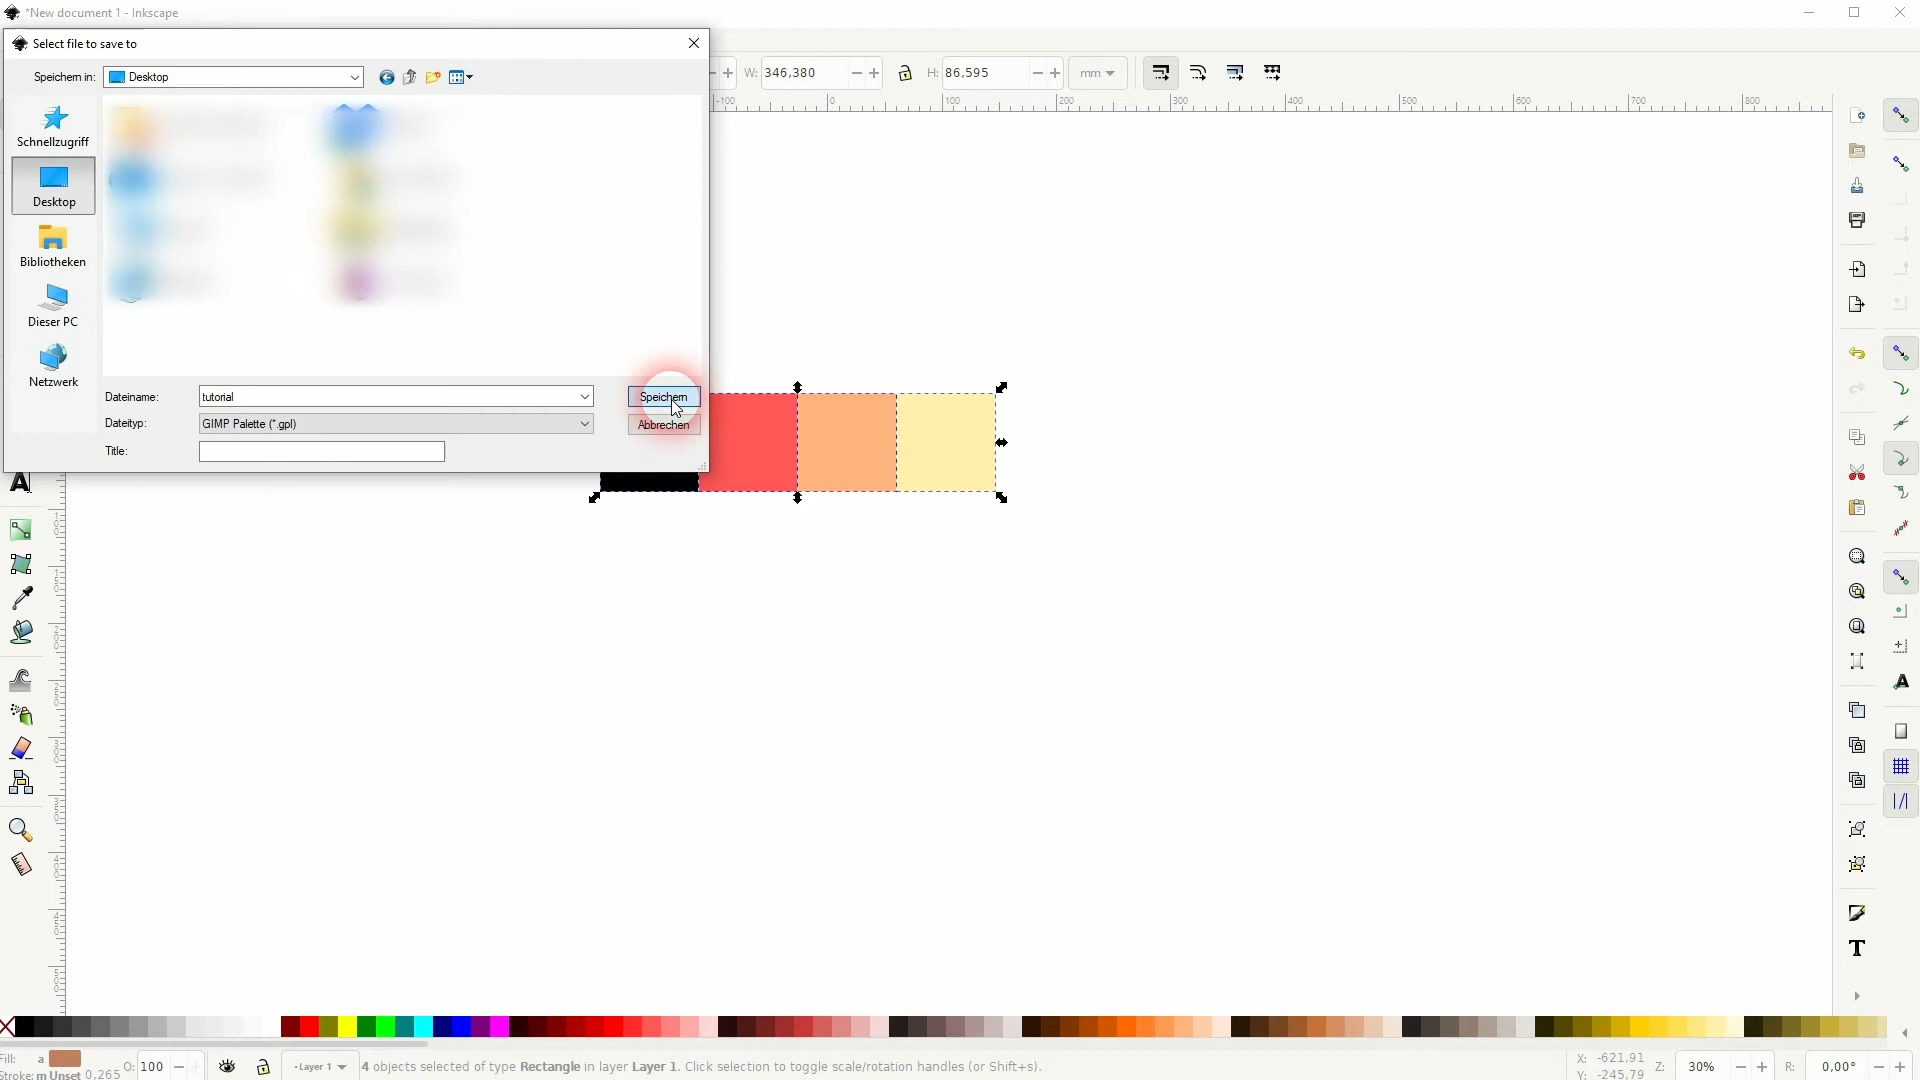 *New document 1 - Inkscape
Select file to save to
Speichern in:
Desktop
W:
346,380
H:
86,595
mm
-100
0
100
200
300
400
500
600
700
800
Schnellzugriff
Desktop
Bibliotheken
Dieser PC
Netzwerk
Dateiname:
tutorial
Speichern
Dateityp:
GIMP Palette (*.gpl)
Abbrechen
Title:
Fill:
a
O:
100
Stroke:
m Unset
0,265
-Layer 1
4 objects selected of type Rectangle in layer Layer 1. Click selection to toggle scale/rotation handles (or Shift+s).
X:
-621,91
Y:
-245,79
Z:
30%
R:
0,00°